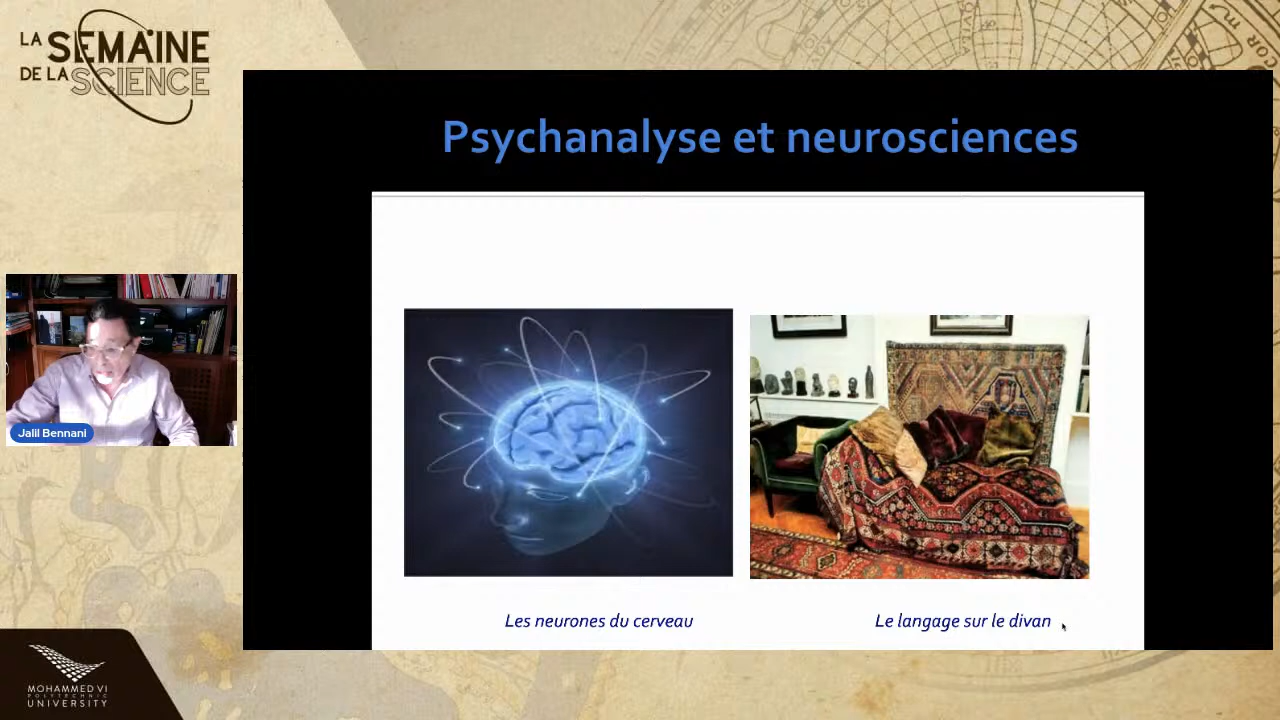 LA SEMAINE
DE LA SCIENCE
Psychanalyse et neurosciences
Jalil Bennani
Les neurones du cerveau
Le langage sur le divan
MOHAMMED VI
POLYTECHNIC
UNIVERSITY